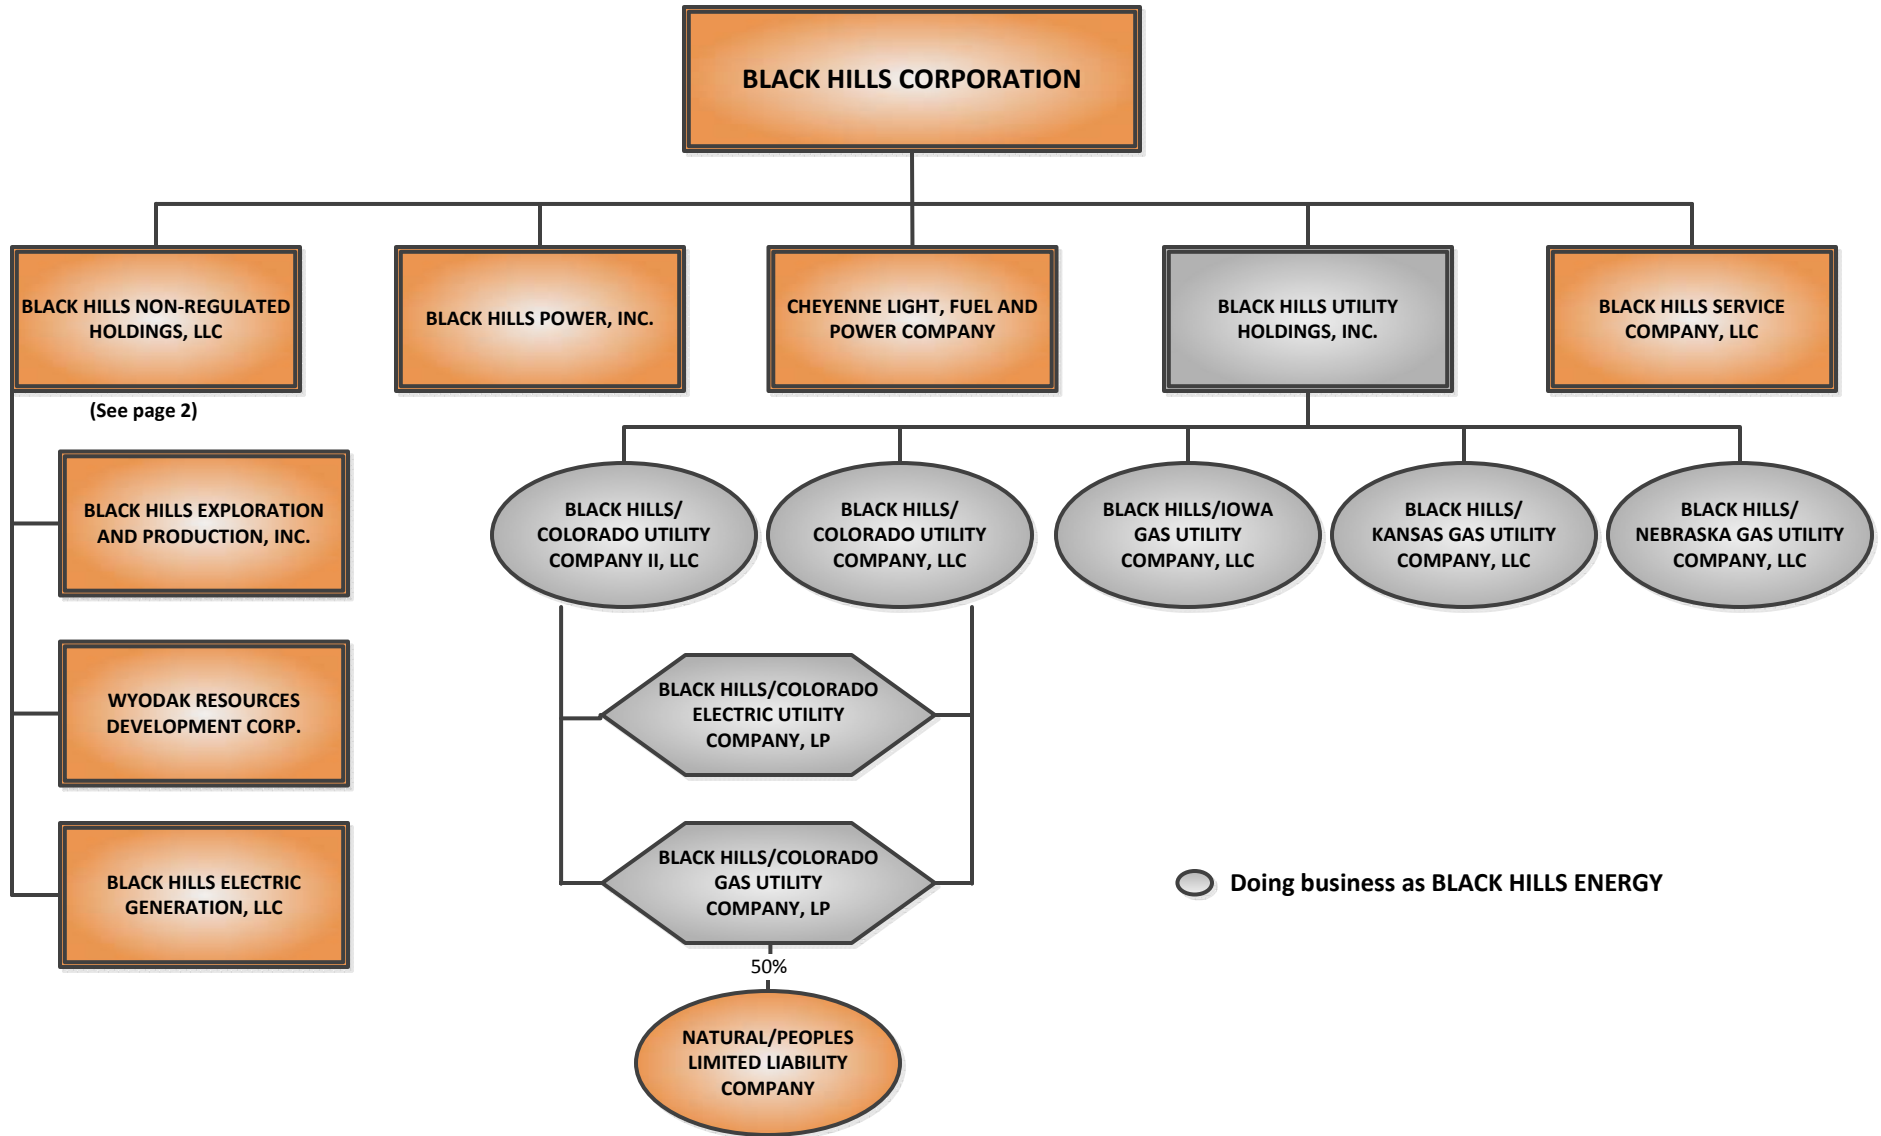 BLACK HILLS CORPORATION
BLACK HILLS NON-REGULATED
HOLDINGS, LLC
(See page 2)
BLACK HILLS POWER, INC.
CHEYENNE LIGHT, FUEL AND
POWER COMPANY
BLACK HILLS UTILITY
HOLDINGS, INC.
BLACK HILLS SERVICE
COMPANY, LLC
BLACK HILLS EXPLORATION
AND PRODUCTION, INC.
WYODAK RESOURCES
DEVELOPMENT CORP.
BLACK HILLS ELECTRIC
GENERATION, LLC
BLACK HILLS/
COLORADO UTILITY
COMPANY II, LLC
BLACK HILLS/
COLORADO UTILITY
COMPANY, LLC
BLACK HILLS/IOWA
GAS UTILITY
COMPANY, LLC
BLACK HILLS/
KANSAS GAS UTILITY
COMPANY, LLC
BLACK HILLS/
NEBRASKA GAS UTILITY
COMPANY, LLC
BLACK HILLS/COLORADO
ELECTRIC UTILITY
COMPANY, LP
BLACK HILLS/COLORADO
GAS UTILITY
COMPANY, LP
50%
NATURAL/PEOPLES
LIMITED LIABILITY
COMPANY
Doing business as BLACK HILLS ENERGY